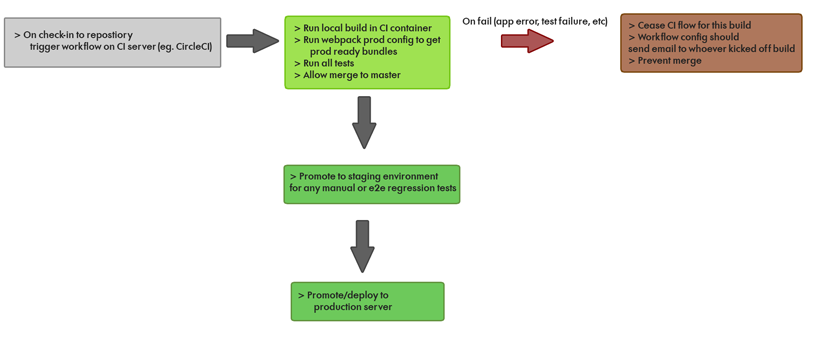 > On check-in to repostiory
trigger workflow on CI server (eg. CircleCI)
> Run local build in CI container
> Run webpack prod config to get
prod ready bundles
> Run all tests
> Allow merge to master
On fail (app error, test failure, etc)
> Cease CI flow for this build
> Workflow config should
send email to whoever kicked off build
> Prevent merge
> Promote to staging environment
for any manual or e2e regression tests
> Promote/deploy to
production server